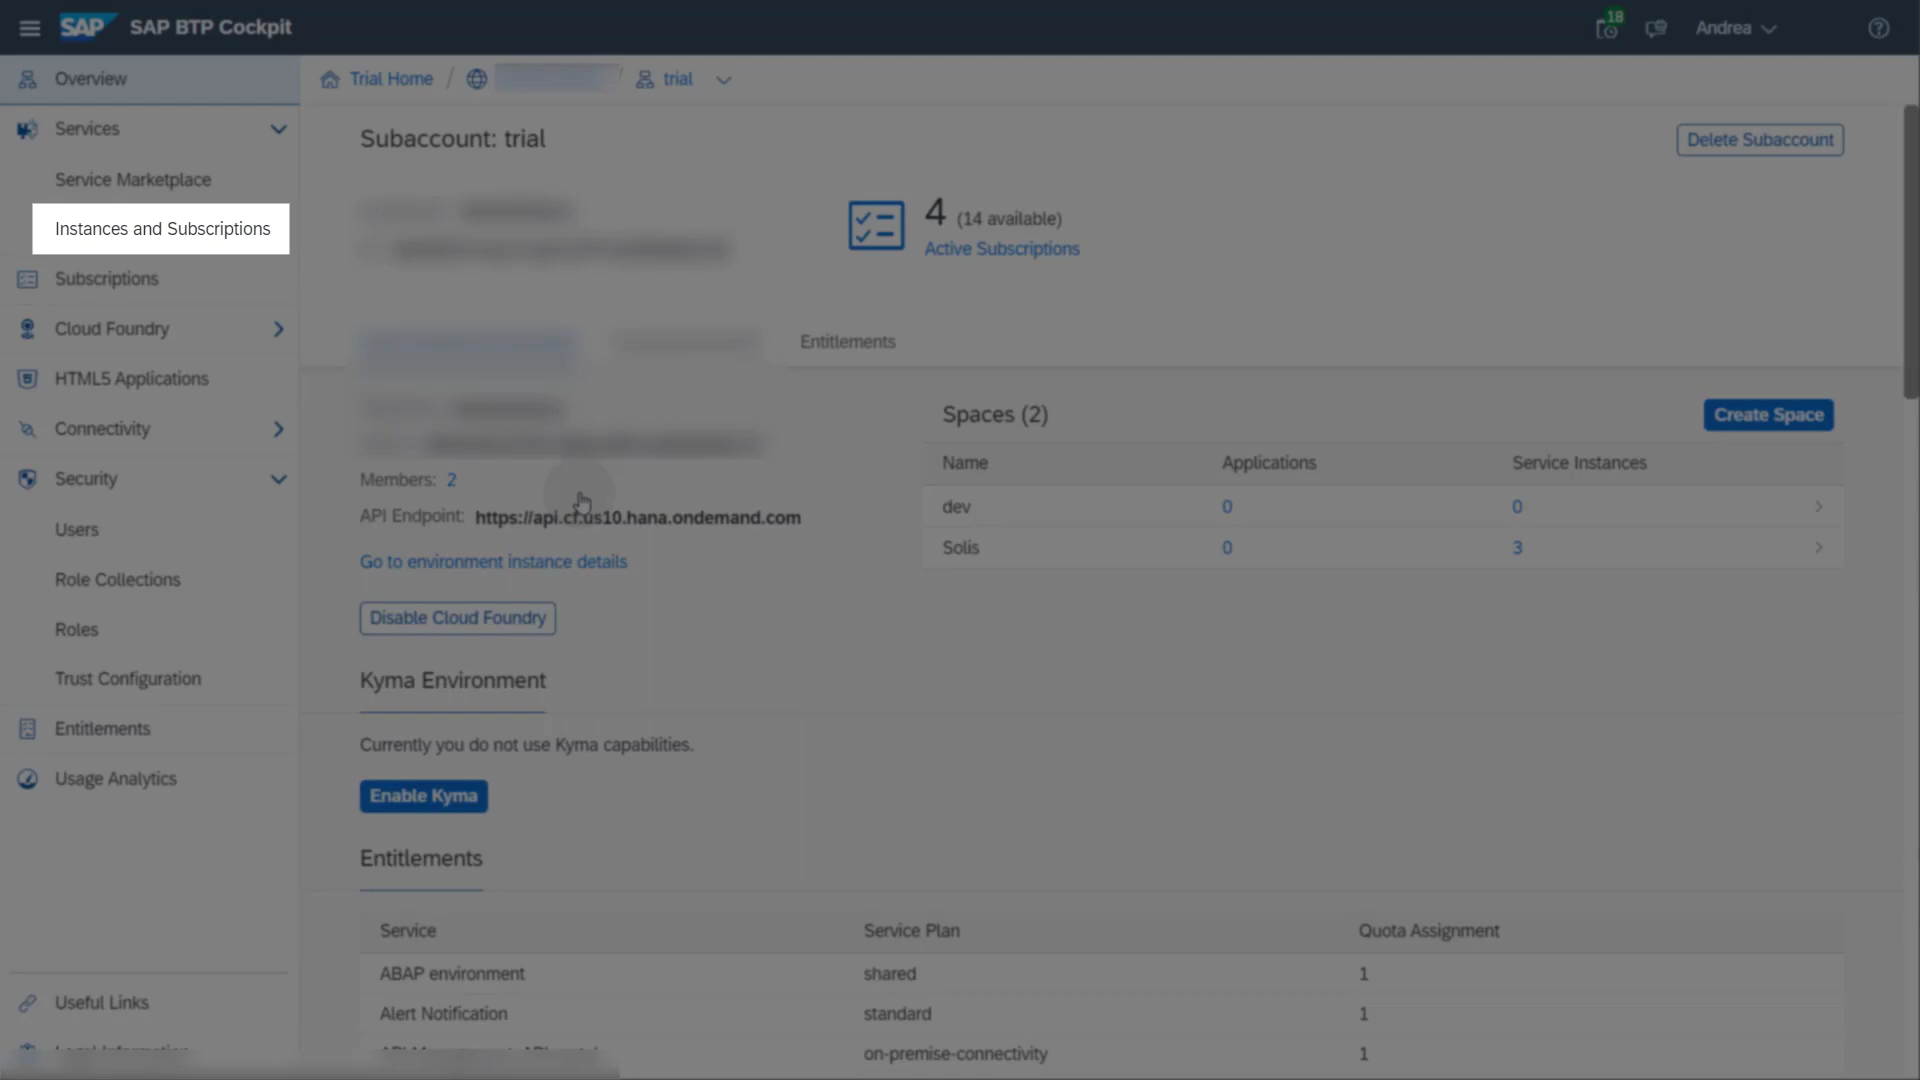 SAP SAP BTP Cockpit
18
Andrea
Overview
Services
Service Marketplace
Instances and Subscriptions
Subscriptions
Cloud Foundry
HTML5 Applications
Connectivity
Security
Users
Role Collections
Roles
Trust Configuration
Entitlements
Usage Analytics
Useful Links
Trial Home / / trial
Subaccount: trial
Delete Subaccount
4 (14 available)
Active Subscriptions
Entitlements
Members: 2
API Endpoint: https://api.cf.us10.hana.ondemand.com
Go to environment instance details
Disable Cloud Foundry
Spaces (2)
Create Space
Name Applications Service Instances
dev 0 0
Solis 0 3
Kyma Environment
Currently you do not use Kyma capabilities.
Enable Kyma
Entitlements
Service Service Plan Quota Assignment
ABAP environment shared 1
Alert Notification standard 1
on-premise-connectivity 1